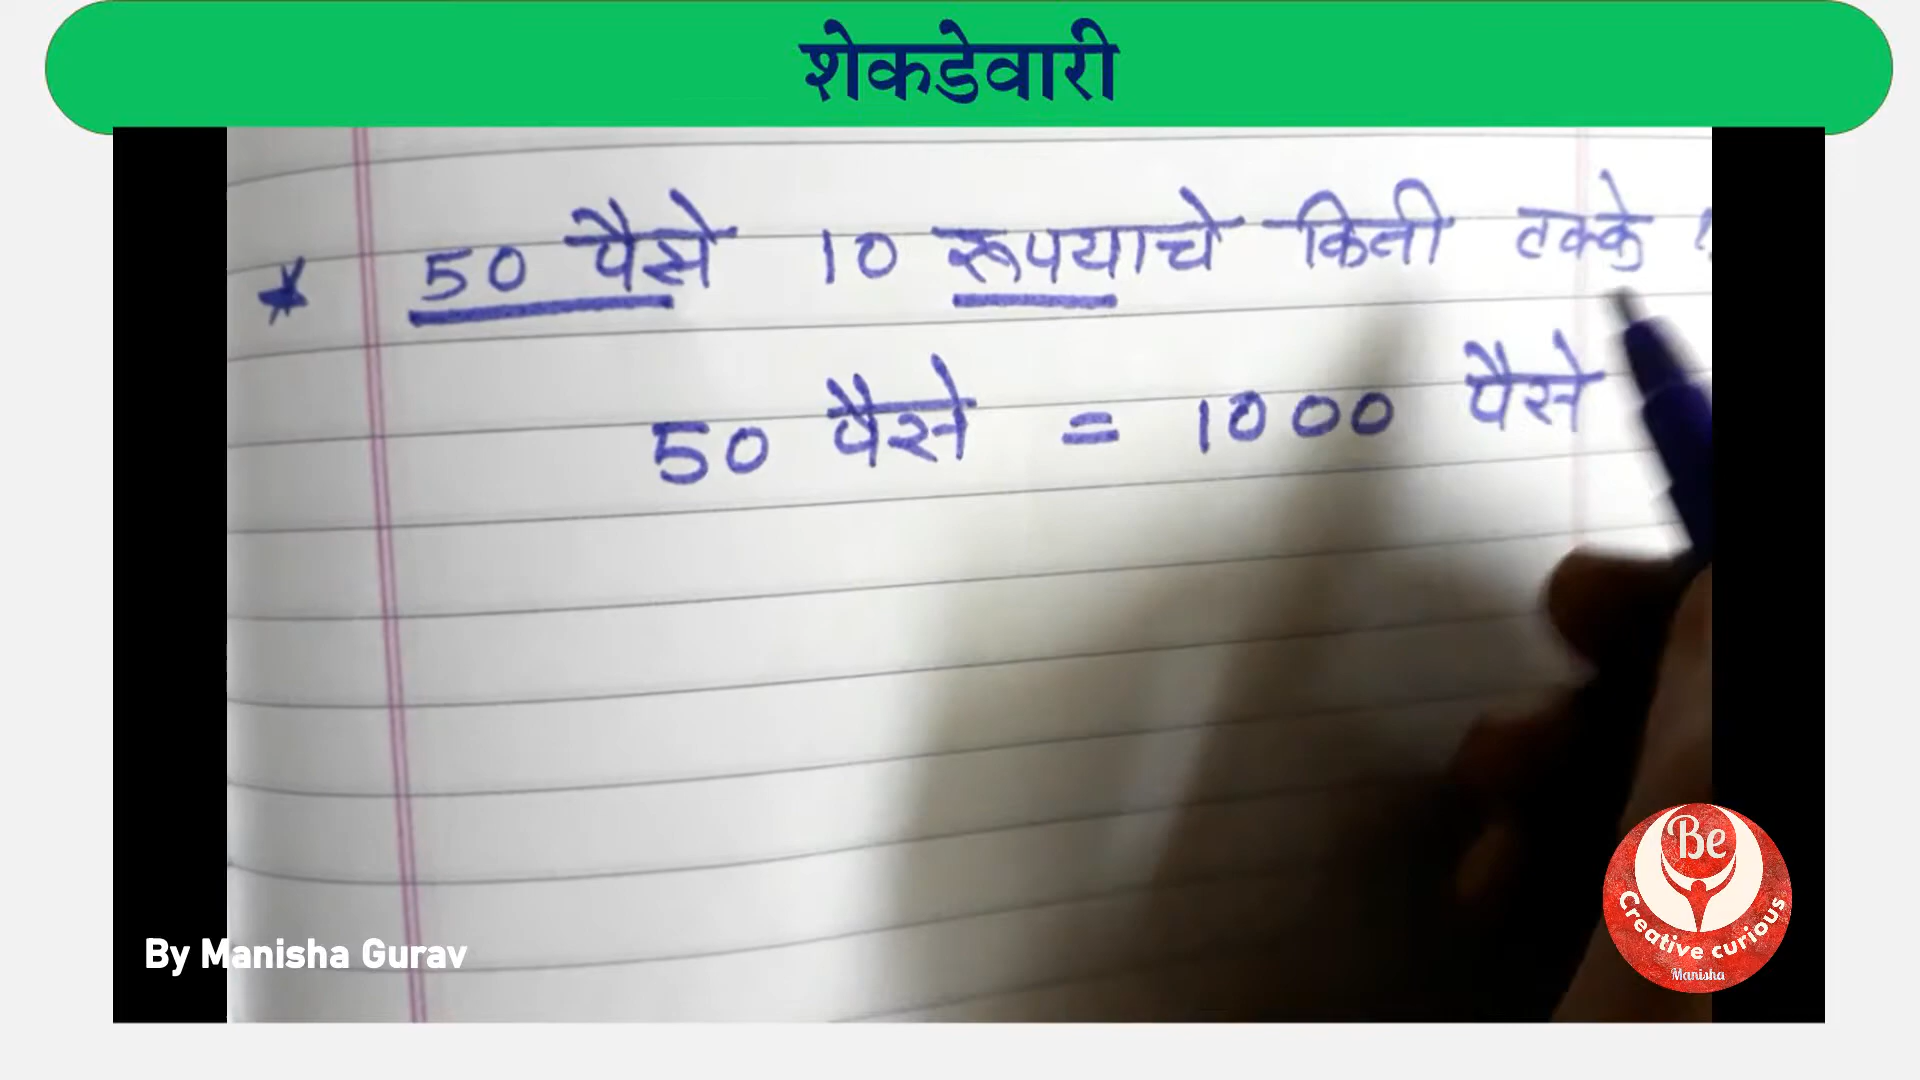 शेकडेवारी
* 50 पैसे 10 रूपयाचे किती टक्के ?
50 पैसे = 1000 पैसे
By Manisha Gurav
Be
Creative curious
Manisha